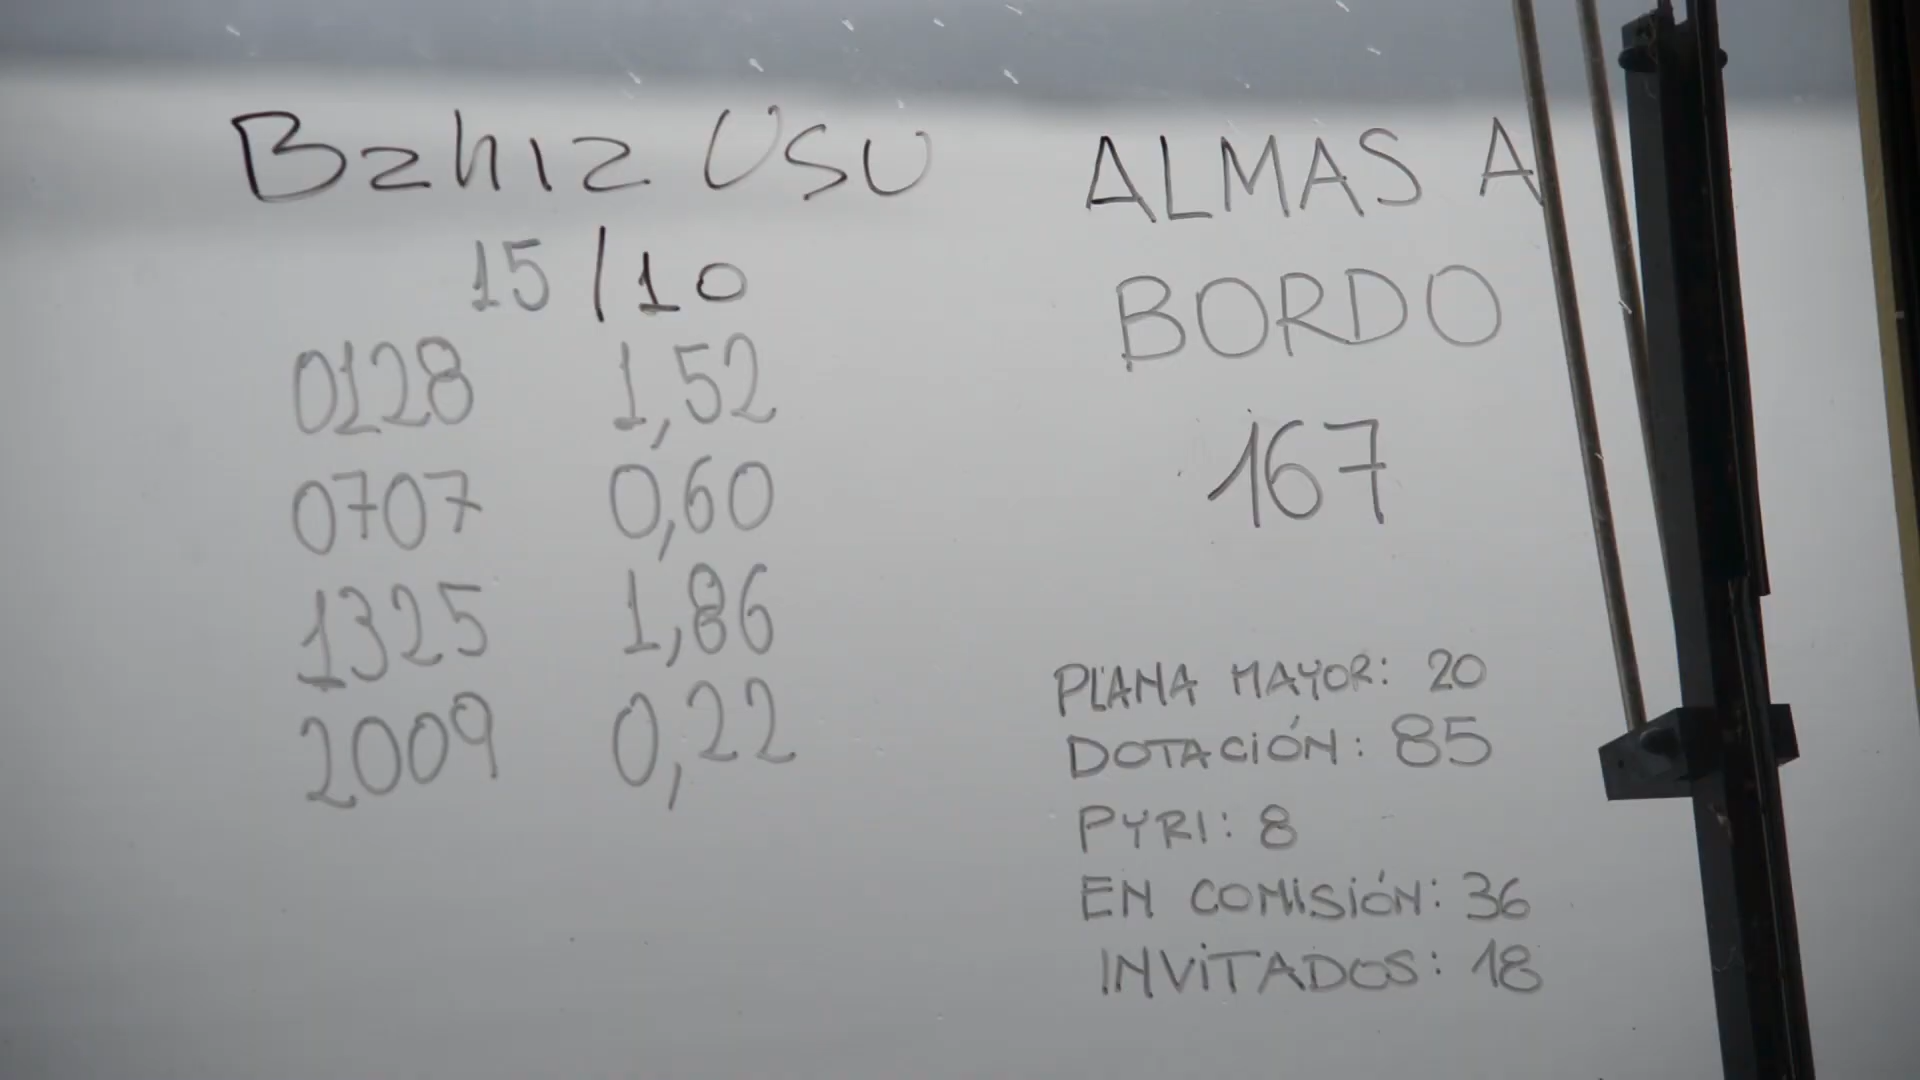 Bahia USU
15/10
0128 1,52
0707 0,60
1325 1,86
2009 0,22
ALMAS A
BORDO
167
PLANA MAYOR: 20
DOTACIÓN: 85
PYRI: 8
EN COMISIÓN: 36
INVITADOS: 18